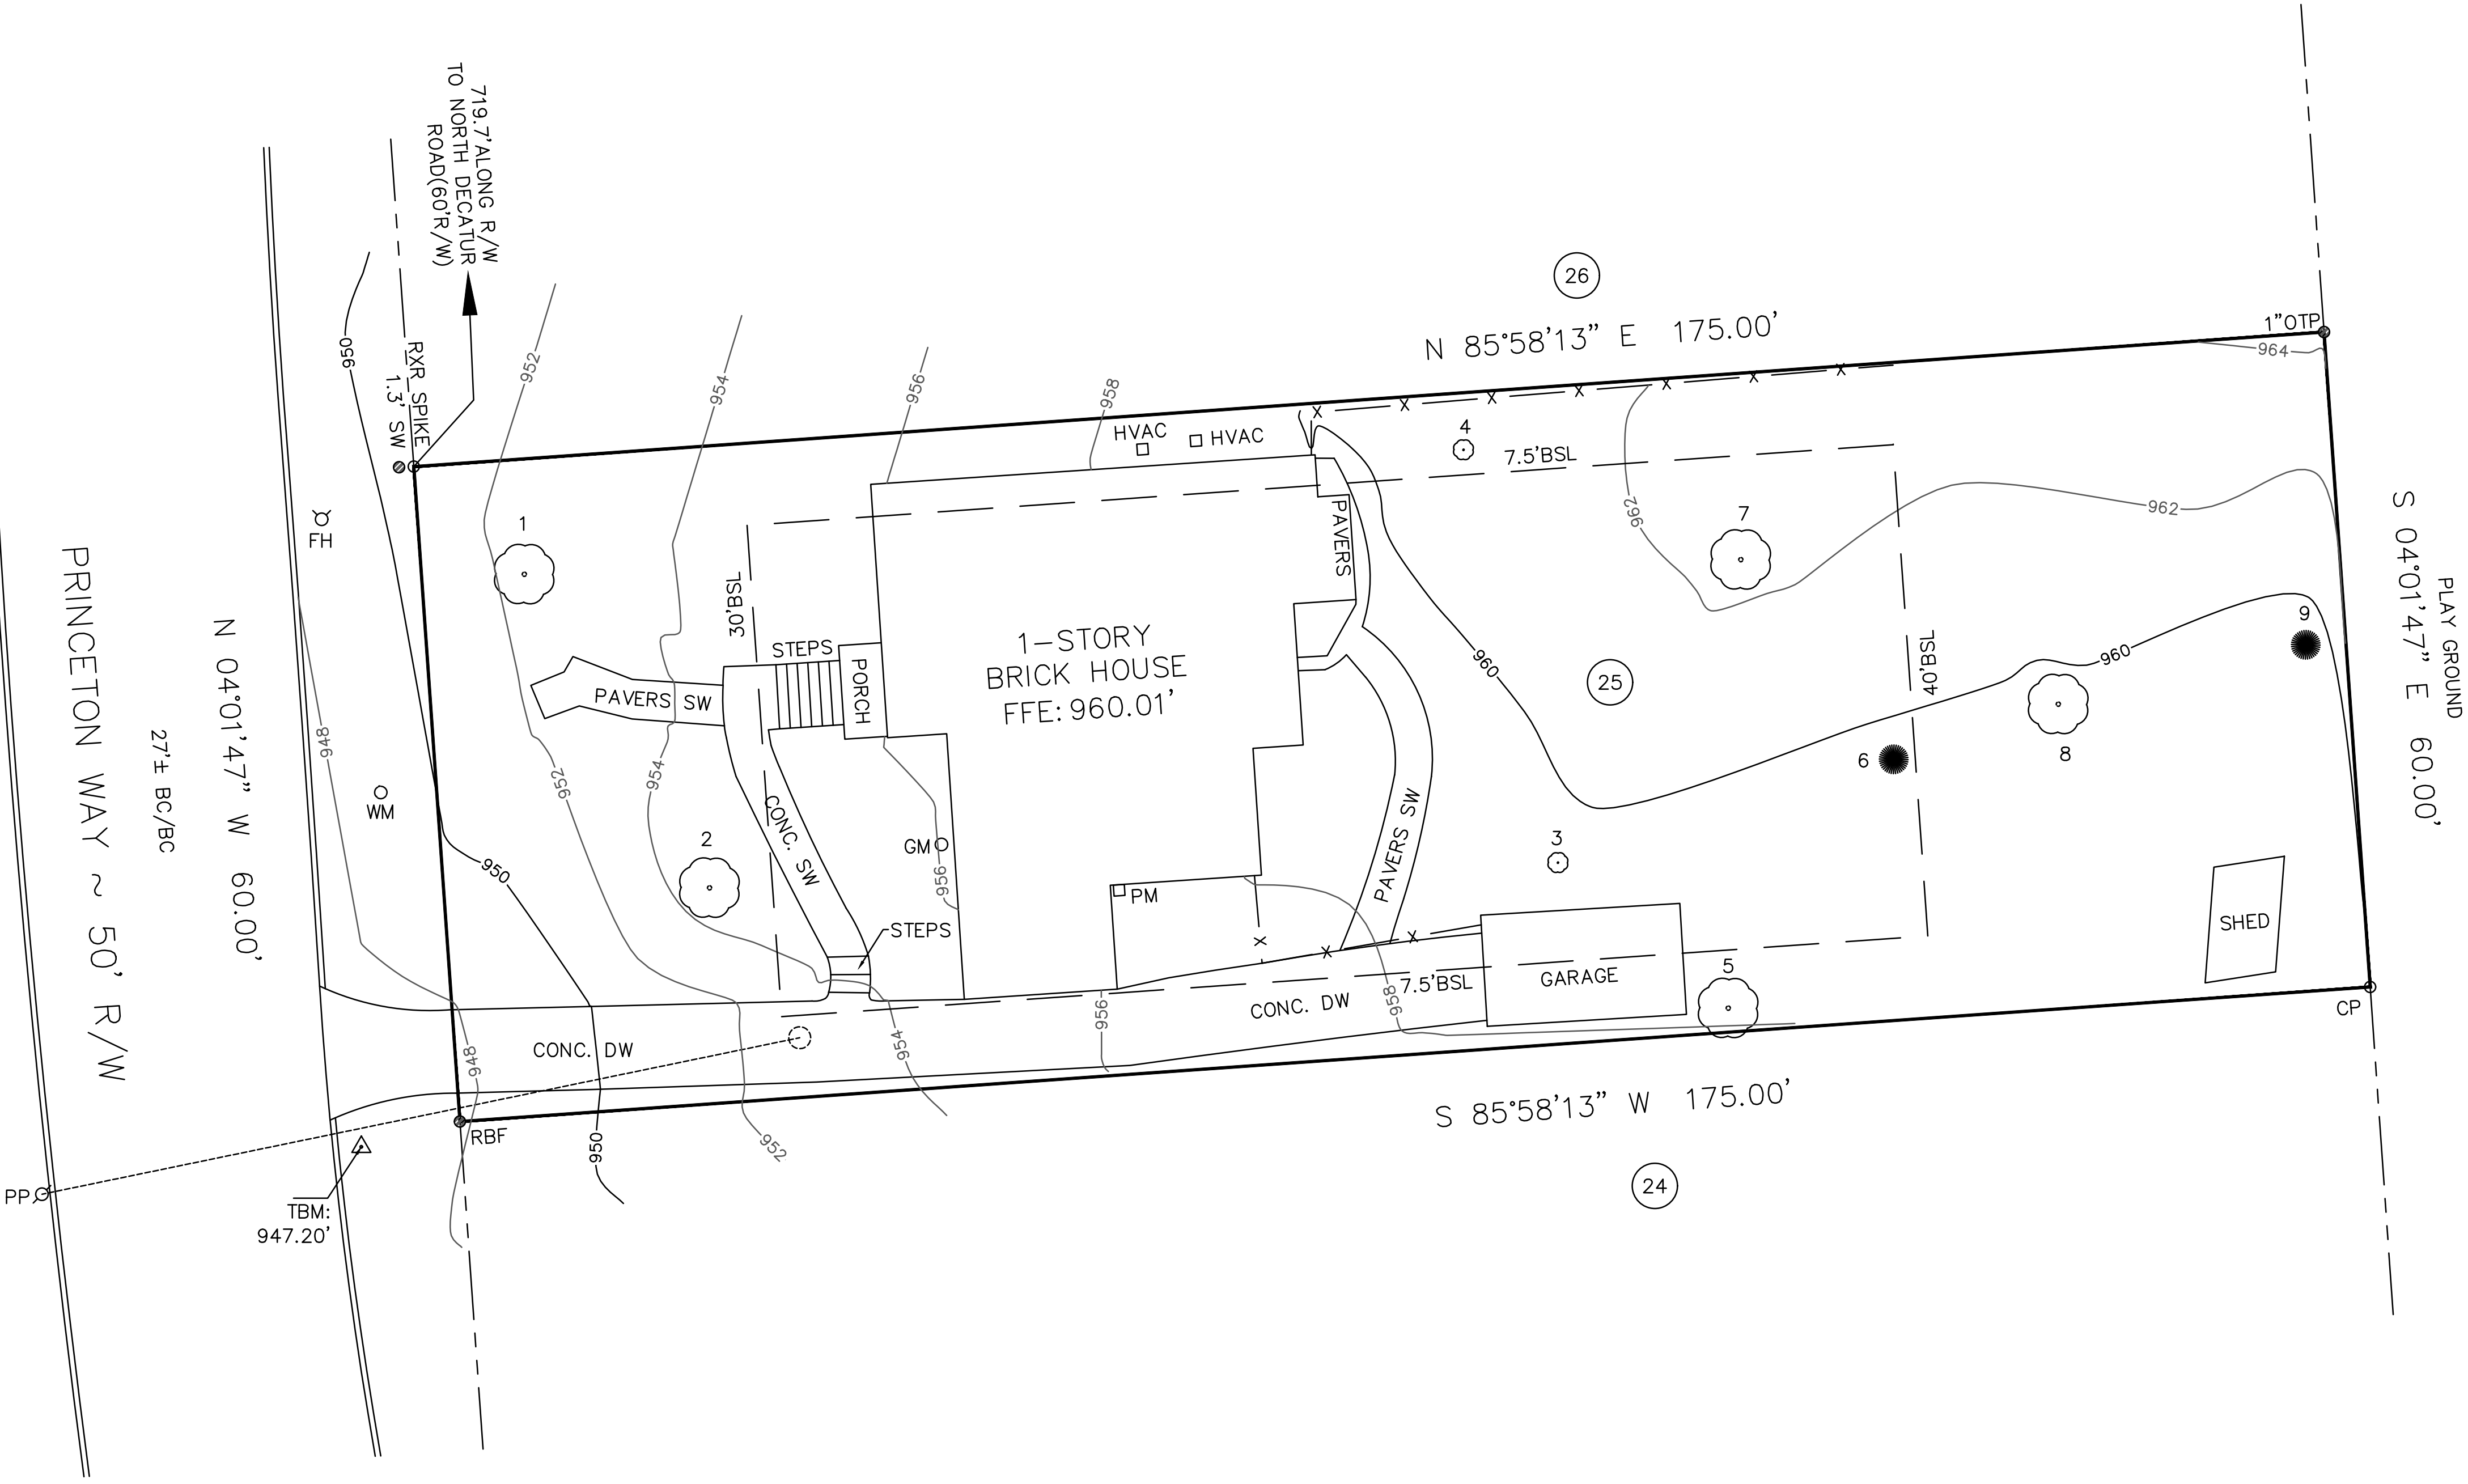 719.7'ALONG R/W
TO NORTH DECATUR
ROAD(60'R/W)
RXR SPIKE
1.3' SW
950
952
954
956
958
26
N 85°58'13" E 175.00'
1"OTP
964
HVAC
HVAC
4
7.5'BSL
962
962
7
PAVERS
FH
1
30'BSL
STEPS
PORCH
PAVERS SW
1-STORY
BRICK HOUSE
FFE: 960.01'
960
25
40'BSL
960
9
S 04°01'47" E 60.00'
PLAY GROUND
PRINCETON WAY ~ 50' R/W
27'± BC/BC
N 04°01'47" W 60.00'
948
WM
950
952
954
2
CONC. SW
GM
956
PM
STEPS
PAVERS SW
3
6
8
SHED
GARAGE
5
7.5'BSL
CONC. DW
958
956
954
CONC. DW
948
952
950
RBF
CP
S 85°58'13" W 175.00'
24
PP
TBM:
947.20'
X
X
X
X
X
X
X
X
X
X